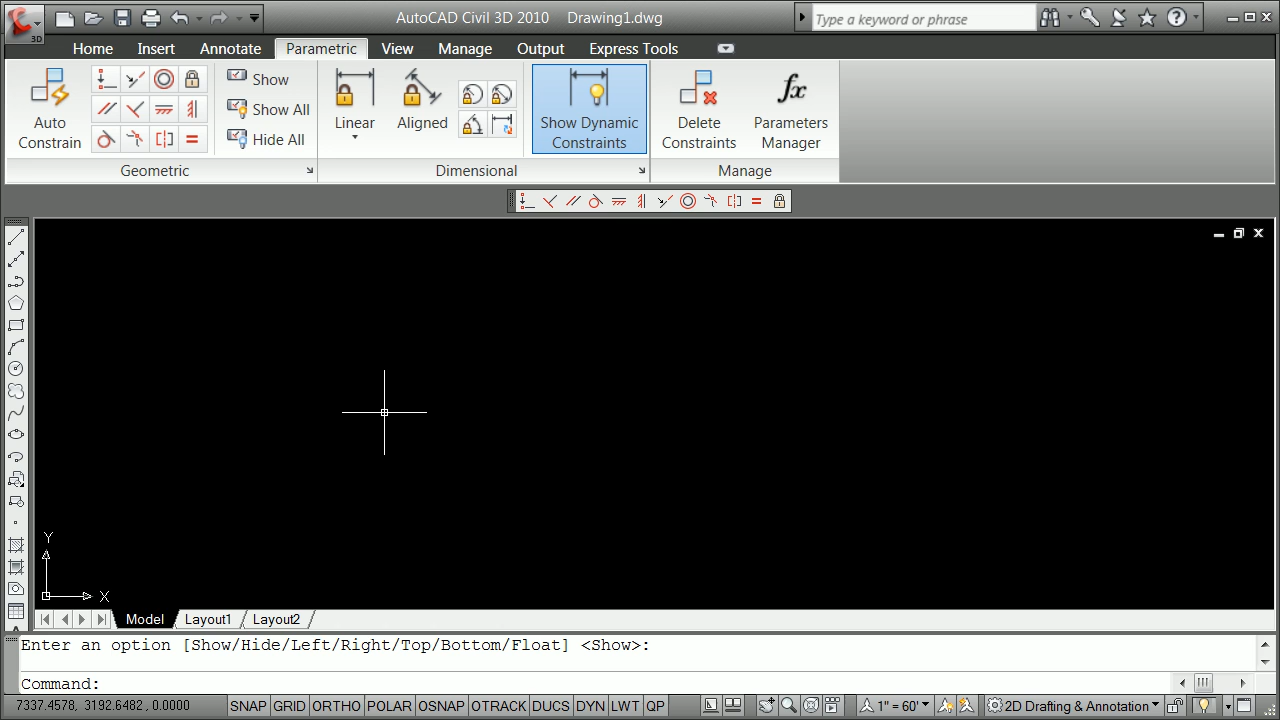 AutoCAD Civil 3D 2010 Drawing1.dwg
Type a keyword or phrase
3D
Home Insert Annotate Parametric View Manage Output Express Tools
Auto Constrain
Show
Show All
Hide All
Linear
Aligned
Show Dynamic Constraints
Delete Constraints
fx
Parameters Manager
Geometric
Dimensional
Manage
Y
X
Model Layout1 Layout2
Enter an option [Show/Hide/Left/Right/Top/Bottom/Float] <Show>:
Command:
7337.4578, 3192.6482 , 0.0000 SNAP GRID ORTHO POLAR OSNAP OTRACK DUCS DYN LWT QP 1" = 60' 2D Drafting & Annotation